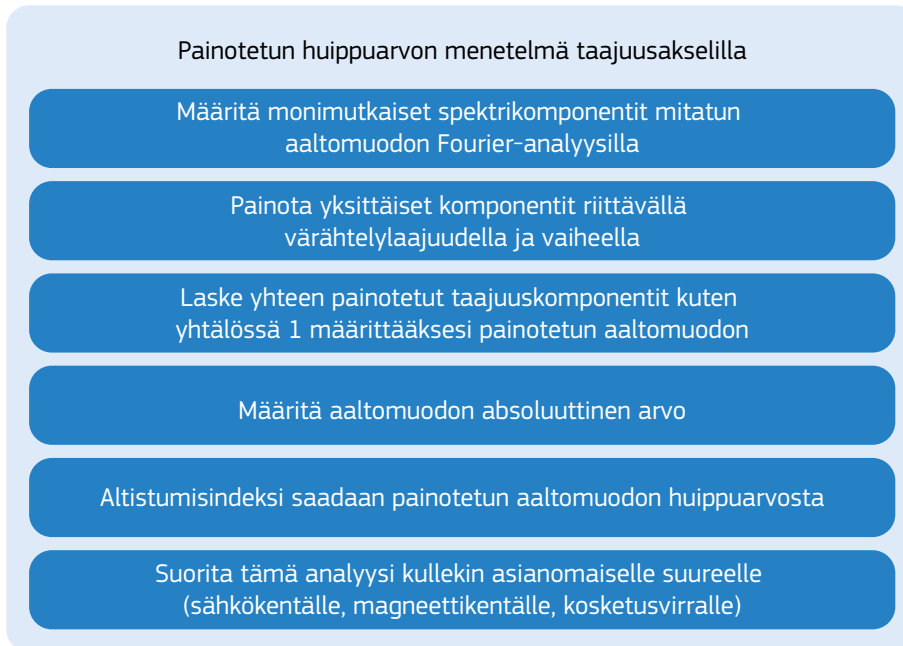 Painotetun huippuarvon menetelmä taajuusakselilla
Määritä monimutkaiset spektrikomponentit mitatun
aaltomuodon Fourier-analyysilla
Painota yksittäiset komponentit riittävällä
värähtelylaajuudella ja vaiheella
Laske yhteen painotetut taajuuskomponentit kuten
yhtälössä 1 määrittääksesi painotetun aaltomuodon
Määritä aaltomuodon absoluuttinen arvo
Altistumisindeksi saadaan painotetun aaltomuodon huippuarvosta
Suorita tämä analyysi kullekin asianomaiselle suureelle
(sähkökentälle, magneettikentälle, kosketusvirralle)